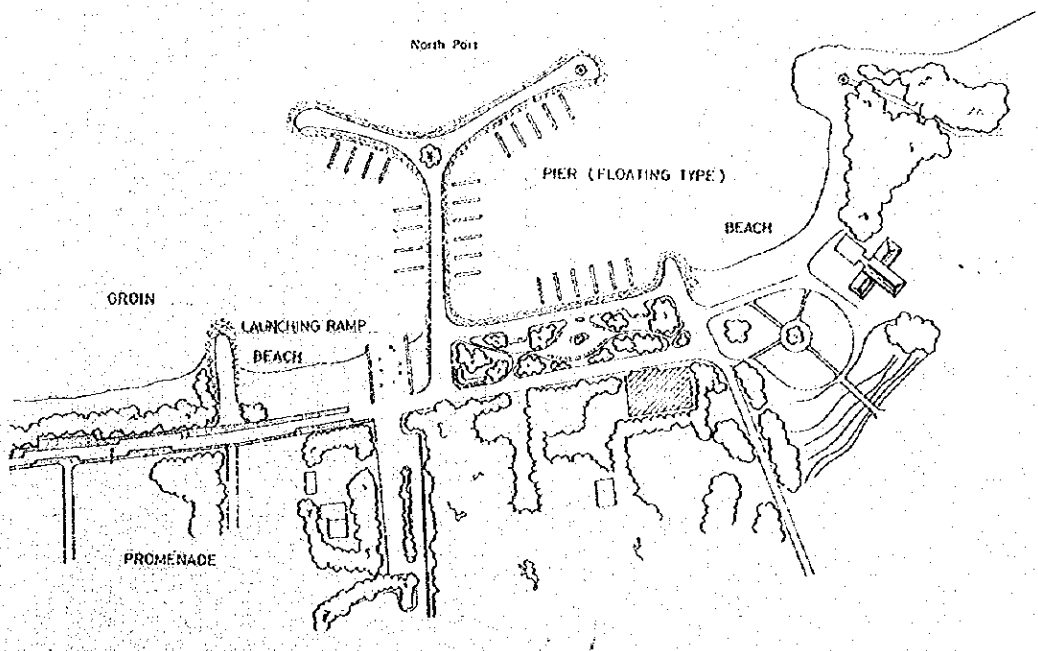 North Port
PIER (FLOATING TYPE)
BEACH
GROIN
LAUNCHING RAMP
BEACH
PROMENADE